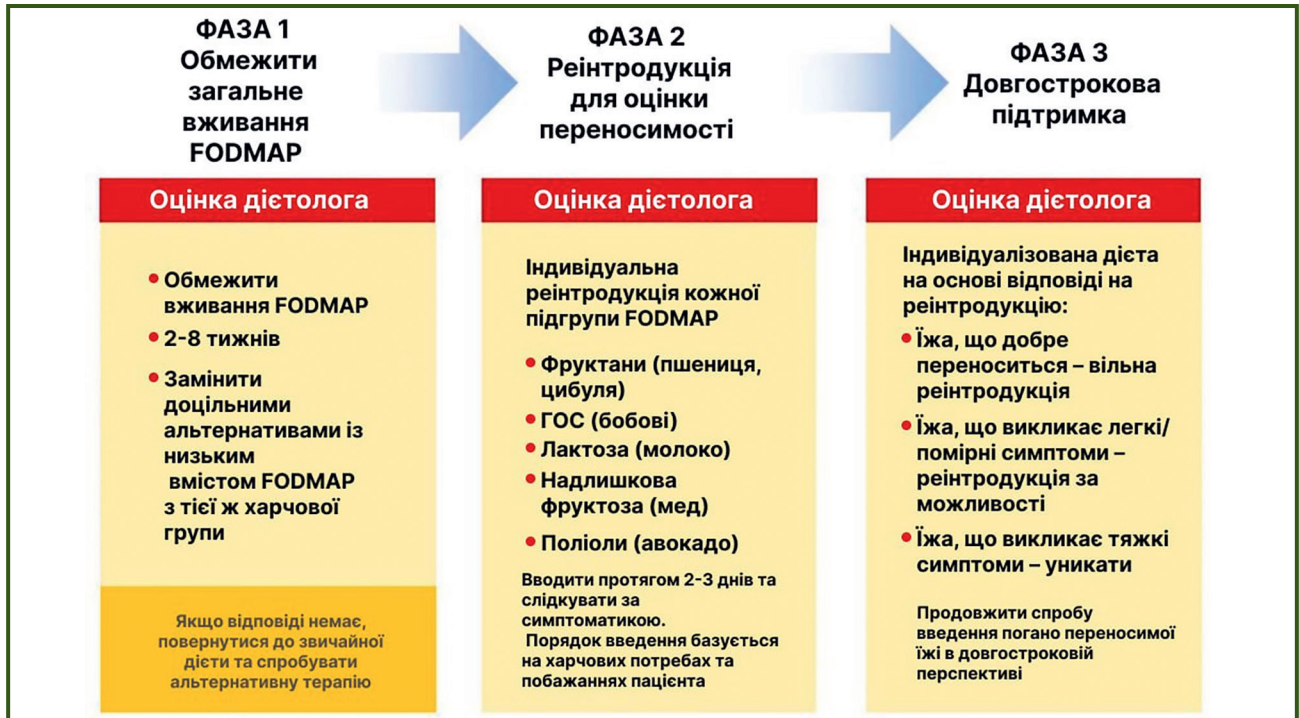 ФАЗА 1
Обмежити
загальне
вживання
FODMAP
Оцінка дієтолога
• Обмежити
вживання FODMAP
• 2-8 тижнів
• Замінити
доцільними
альтернативами із
низьким
вмістом FODMAP
з тієї ж харчової
групи
Якщо відповіді немає,
повернутися до звичайної
дієти та спробувати
альтернативну терапію
ФАЗА 2
Реінтродукція
для оцінки
переносимості
Оцінка дієтолога
Індивідуальна
реінтродукція кожної
підгрупи FODMAP
• Фруктани (пшениця,
цибуля)
• ГОС (бобові)
• Лактоза (молоко)
• Надлишкова
фруктоза (мед)
• Поліоли (авокадо)
Вводити протягом 2-3 днів та
слідкувати за
симптоматикою.
Порядок введення базується
на харчових потребах та
побажаннях пацієнта
ФАЗА 3
Довгострокова
підтримка
Оцінка дієтолога
Індивідуалізована дієта
на основі відповіді на
реінтродукцію:
• Їжа, що добре
переноситься – вільна
реінтродукція
• Їжа, що викликає легкі/
помірні симптоми –
реінтродукція за
можливості
• Їжа, що викликає тяжкі
симптоми – уникати
Продовжити спробу
введення погано переносимої
їжі в довгостроковій
перспективі